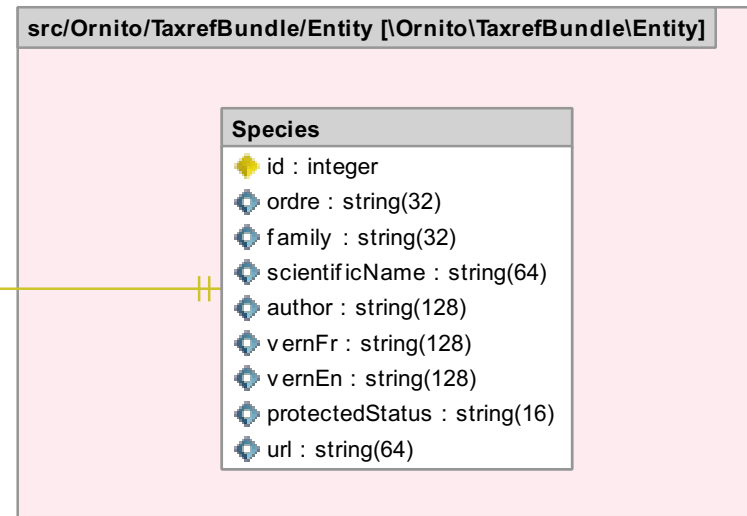 src/Ornito/TaxrefBundle/Entity [\Ornito\TaxrefBundle\Entity]
Species
id : integer
ordre : string(32)
family : string(32)
scientificName : string(64)
author : string(128)
vernFr : string(128)
vernEn : string(128)
protectedStatus : string(16)
url : string(64)